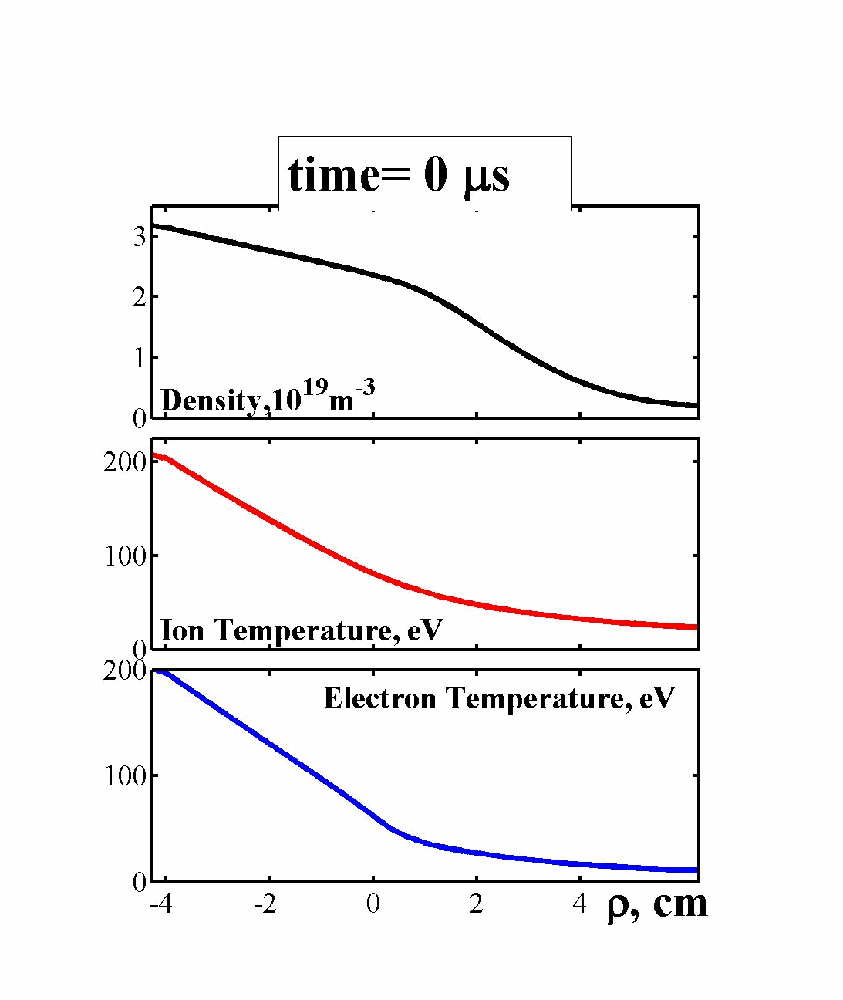 time= 0 μs
3
2
1
0
Density,10¹⁹m⁻³
200
100
0
Ion Temperature, eV
200
100
0
Electron Temperature, eV
-4 -2 0 2 4 ρ, cm